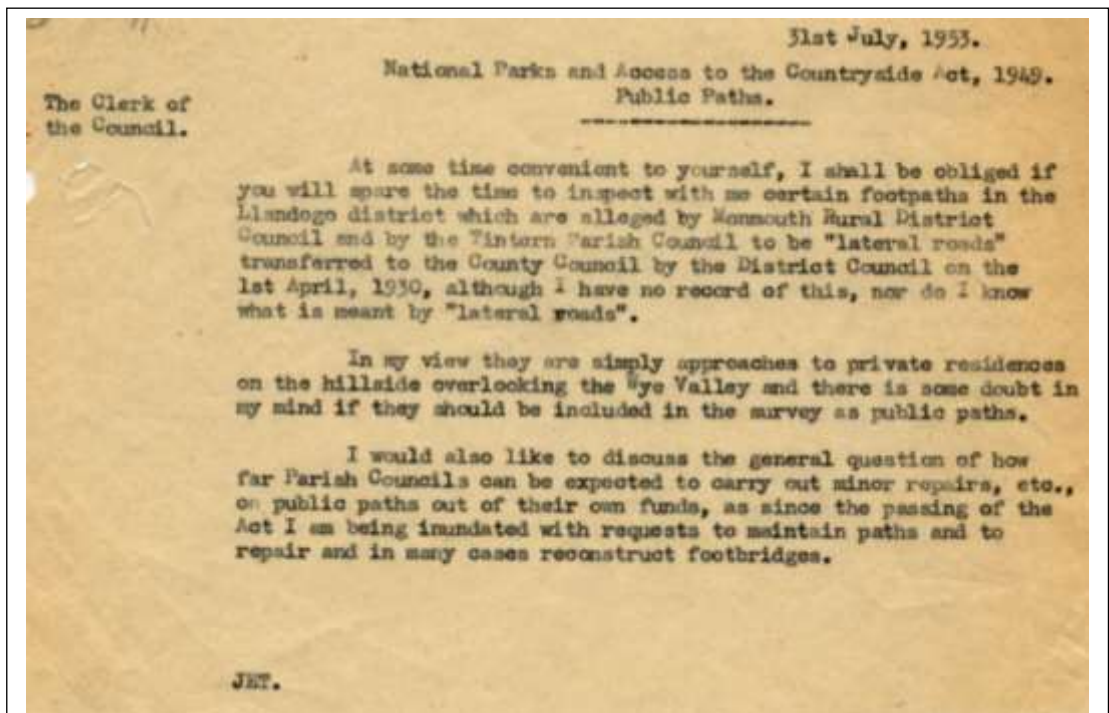 31st July, 1953.
National Parks and Access to the Countryside Act, 1949.
Public Paths.
The Clerk of
the Council.
At some time convenient to yourself, I shall be obliged if
you will spare the time to inspect with me certain footpaths in the
Llandogo district which are alleged by Monmouth Rural District
Council and by the Tintern Parish Council to be "lateral roads"
transferred to the County Council by the District Council on the
1st April, 1930, although I have no record of this, nor do I know
what is meant by "lateral roads".
In my view they are simply approaches to private residences
on the hillside overlooking the Wye Valley and there is some doubt in
my mind if they should be included in the survey as public paths.
I would also like to discuss the general question of how
far Parish Councils can be expected to carry out minor repairs, etc.,
on public paths out of their own funds, as since the passing of the
Act I am being inundated with requests to maintain paths and to
repair and in many cases reconstruct footbridges.
JET.